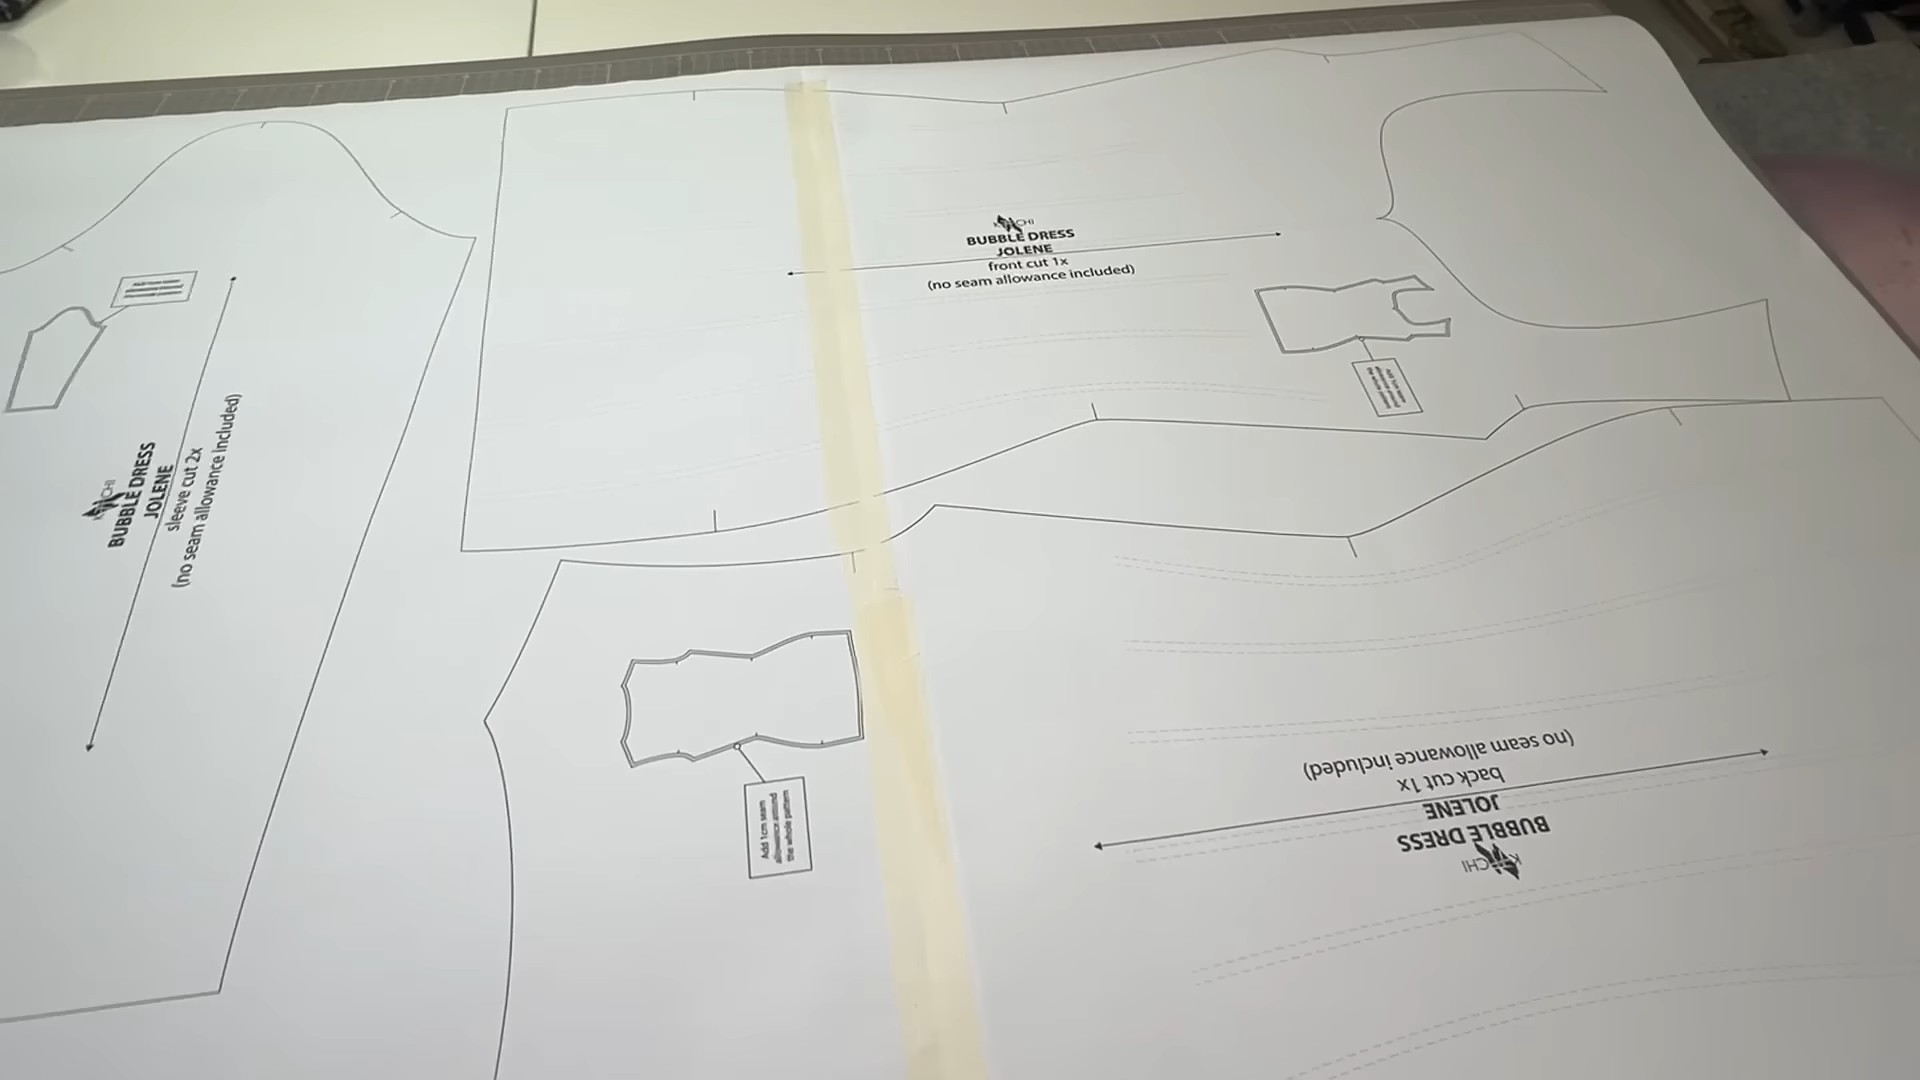 BUBBLE DRESS
JOLENE
sleeve cut 2x
(no seam allowance included)
BUBBLE DRESS
JOLENE
front cut 1x
(no seam allowance included)
Add 1cm seam
allowance around
the whole pattern
BUBBLE DRESS
JOLENE
back cut 1x
(no seam allowance included)